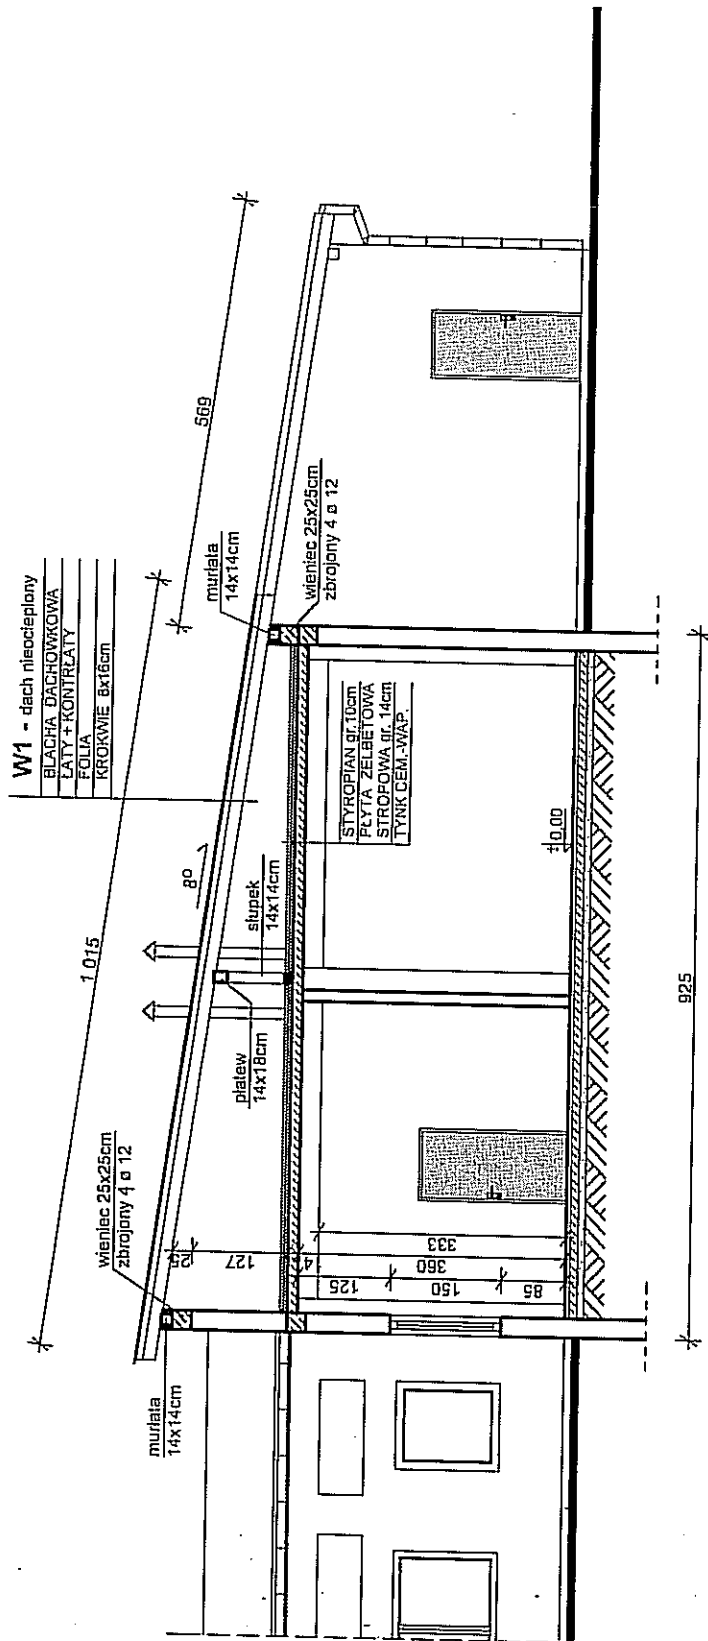 W1 - dach nieocieplony
BLACHA DACHÓWKOWA
ŁATY + KONTRŁATY
FOLIA
KROKWIE 8x16cm
1 015
569
8°
wieniec 25x25cm
zbrojony 4 ø 12
murłata
14x14cm
płatew
14x18cm
słupek
14x14cm
murłata
14x14cm
wieniec 25x25cm
zbrojony 4 ø 12
STYROPIAN gr.10cm
PŁYTA ŻELBETOWA
STROPOWA gr. 14cm
TYNK CEM.-WAP.
±0,00
25
127
333
360
125
150
85
925